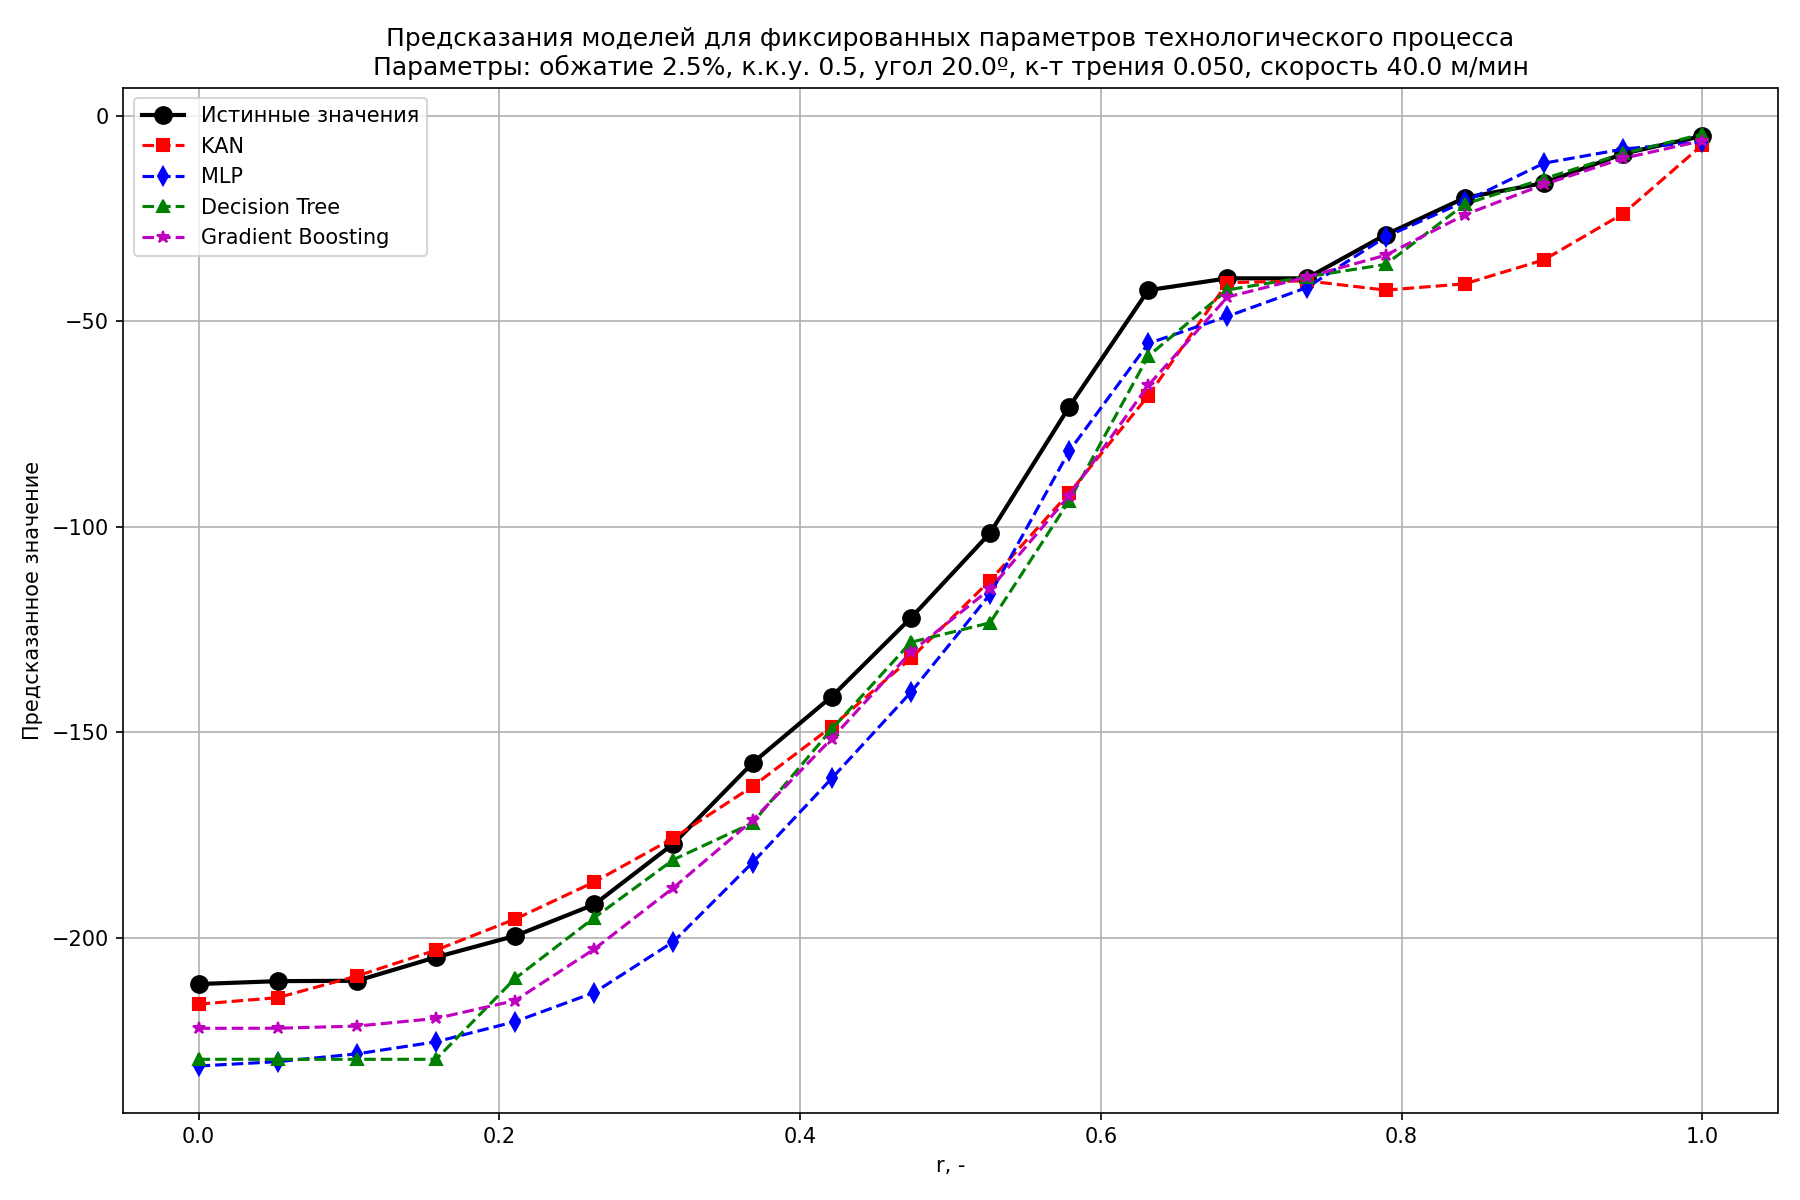 Предсказания моделей для фиксированных параметров технологического процесса
Параметры: обжатие 2.5%, к.к.у. 0.5, угол 20.0º, к-т трения 0.050, скорость 40.0 м/мин
Истинные значения
KAN
MLP
Decision Tree
Gradient Boosting
Предсказанное значение
0
−50
−100
−150
−200
0.0 0.2 0.4 0.6 0.8 1.0
r, -